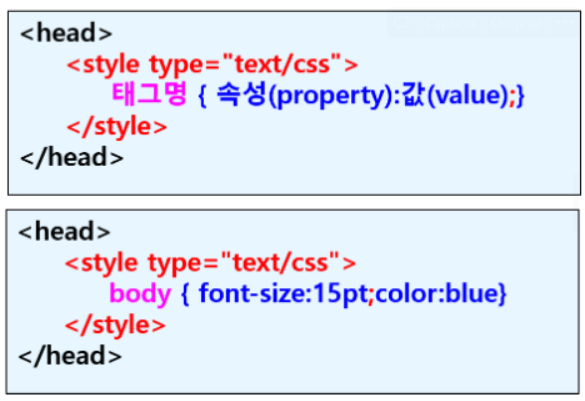 <head>
<style type="text/css">
태그명 { 속성(property):값(value);}
</style>
</head>
<head>
<style type="text/css">
body { font-size:15pt;color:blue}
</style>
</head>